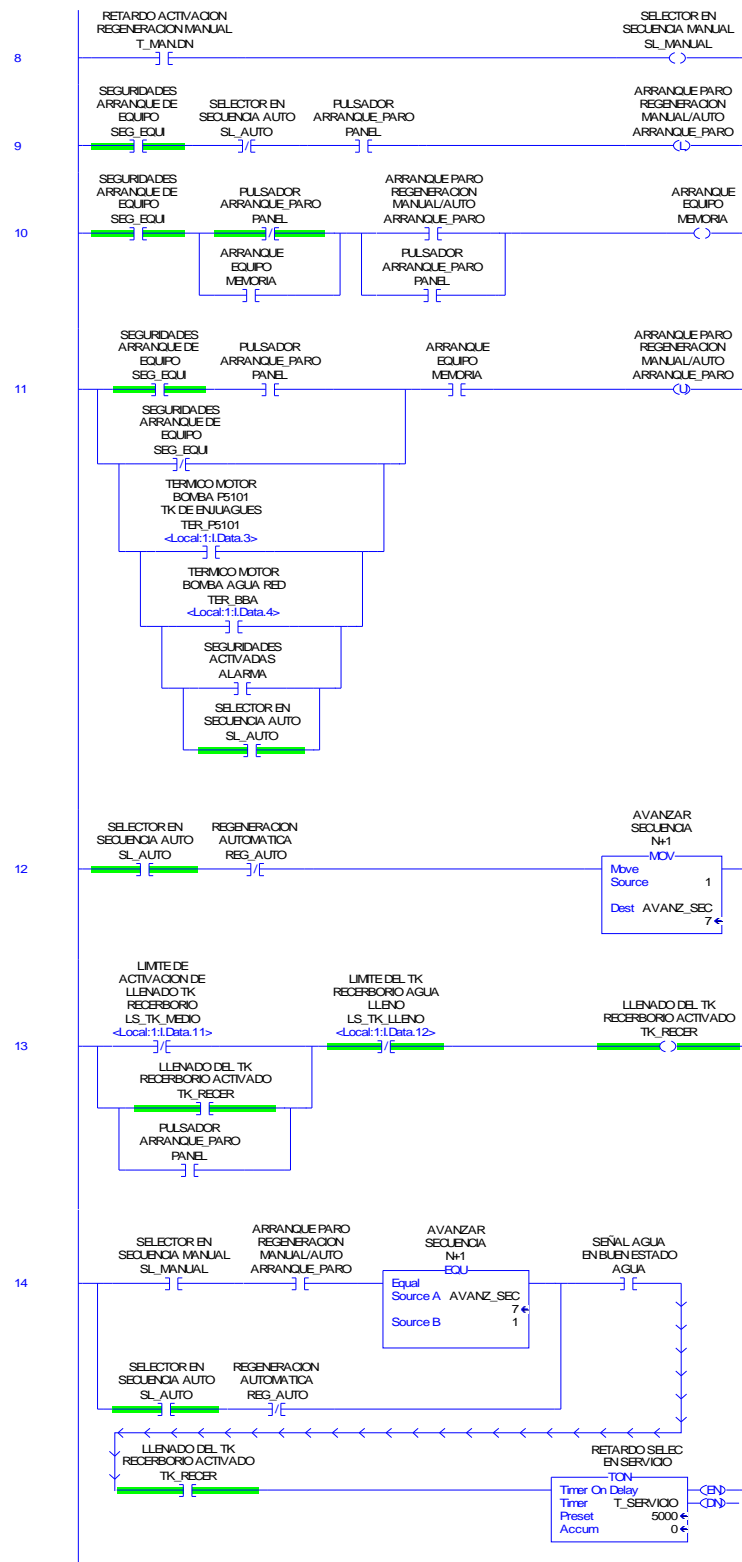 RETARDO ACTIVACION
REGENERACION MANUAL
T_MAN.DN
SELECTOR EN
SECUENCIA MANUAL
SL_MANUAL
8
SEGURIDADES
ARRANQUE DE
EQUIPO
SEG_EQUI
SELECTOR EN
SECUENCIA AUTO
SL_AUTO
PULSADOR
ARRANQUE_PARO
PANEL
ARRANQUE PARO
REGENERACION
MANUAL/AUTO
ARRANQUE_PARO
L
9
SEGURIDADES
ARRANQUE DE
EQUIPO
SEG_EQUI
PULSADOR
ARRANQUE_PARO
PANEL
ARRANQUE PARO
REGENERACION
MANUAL/AUTO
ARRANQUE_PARO
ARRANQUE
EQUIPO
MEMORIA
10
ARRANQUE
EQUIPO
MEMORIA
PULSADOR
ARRANQUE_PARO
PANEL
SEGURIDADES
ARRANQUE DE
EQUIPO
SEG_EQUI
PULSADOR
ARRANQUE_PARO
PANEL
ARRANQUE
EQUIPO
MEMORIA
ARRANQUE PARO
REGENERACION
MANUAL/AUTO
ARRANQUE_PARO
U
11
SEGURIDADES
ARRANQUE DE
EQUIPO
SEG_EQUI
TERMICO MOTOR
BOMBA P5101
TK DE ENJUAGUES
TER_P5101
<Local:1:I.Data.3>
TERMICO MOTOR
BOMBA AGUA RED
TER_BBA
<Local:1:I.Data.4>
SEGURIDADES
ACTIVADAS
ALARMA
SELECTOR EN
SECUENCIA AUTO
SL_AUTO
SELECTOR EN
SECUENCIA AUTO
SL_AUTO
REGENERACION
AUTOMATICA
REG_AUTO
AVANZAR
SECUENCIA
N+1
12
MOV
Move
Source 1
Dest AVANZ_SEC
7
LIMITE DE
ACTIVACION DE
LLENADO TK
RECERBORIO
LS_TK_MEDIO
<Local:1:I.Data.11>
LIMITE DEL TK
RECERBORIO AGUA
LLENO
LS_TK_LLENO
<Local:1:I.Data.12>
LLENADO DEL TK
RECERBORIO ACTIVADO
TK_RECER
13
LLENADO DEL TK
RECERBORIO ACTIVADO
TK_RECER
PULSADOR
ARRANQUE_PARO
PANEL
SELECTOR EN
SECUENCIA MANUAL
SL_MANUAL
ARRANQUE PARO
REGENERACION
MANUAL/AUTO
ARRANQUE_PARO
AVANZAR
SECUENCIA
N+1
SEÑAL AGUA
EN BUEN ESTADO
AGUA
14
EQU
Equal
Source A AVANZ_SEC
7
Source B 1
SELECTOR EN
SECUENCIA AUTO
SL_AUTO
REGENERACION
AUTOMATICA
REG_AUTO
LLENADO DEL TK
RECERBORIO ACTIVADO
TK_RECER
RETARDO SELEC
EN SERVICIO
TON
Timer On Delay
Timer T_SERVICIO
Preset 5000
Accum 0
EN
DN